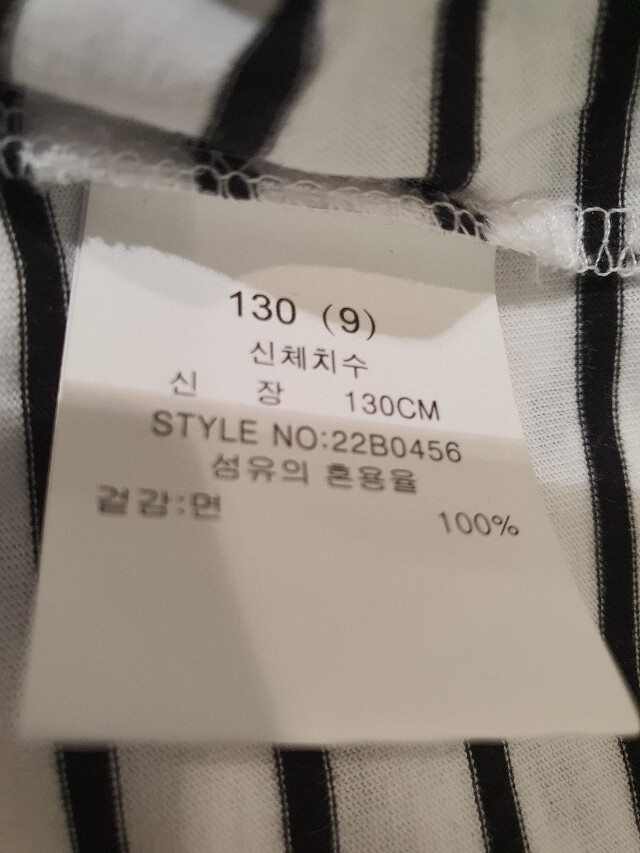 130 (9)
신체치수
신 장 130CM
STYLE NO:22B0456
섬유의 혼용율
겉감:면 100%